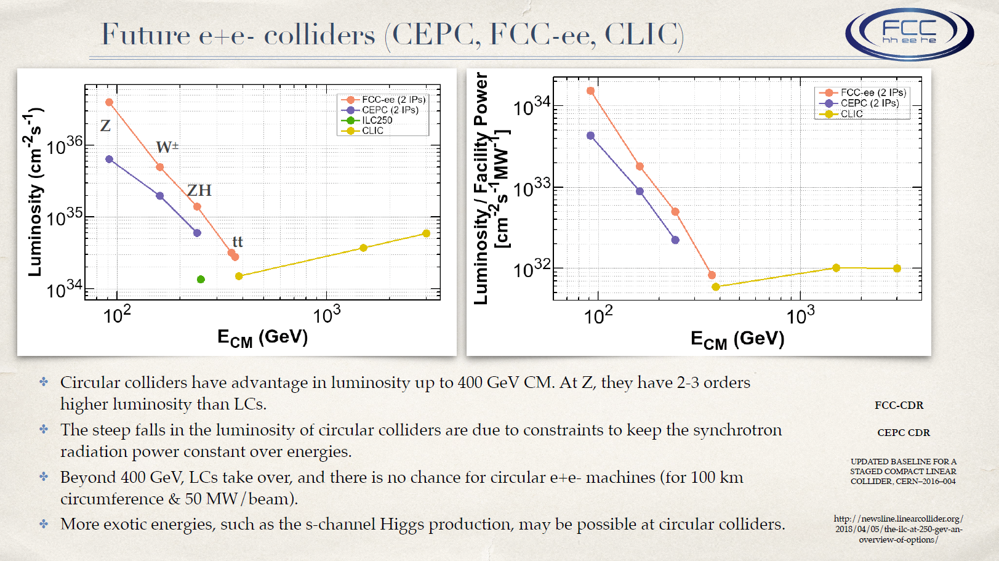 Future e+e- colliders (CEPC, FCC-ee, CLIC)
FCC
hh ee he
Luminosity (cm-2s-1)
10^36
10^35
10^34
Z
W±
ZH
tt
FCC-ee (2 IPs)
CEPC (2 IPs)
ILC250
CLIC
10^2
10^3
E_CM (GeV)
Luminosity / Facility Power
[cm-2s-1MW-1]
10^34
10^33
10^32
FCC-ee (2 IPs)
CEPC (2 IPs)
CLIC
10^2
10^3
E_CM (GeV)
Circular colliders have advantage in luminosity up to 400 GeV CM. At Z, they have 2-3 orders
higher luminosity than LCs.
The steep falls in the luminosity of circular colliders are due to constraints to keep the synchrotron
radiation power constant over energies.
Beyond 400 GeV, LCs take over, and there is no chance for circular e+e- machines (for 100 km
circumference & 50 MW/beam).
More exotic energies, such as the s-channel Higgs production, may be possible at circular colliders.
FCC-CDR
CEPC CDR
UPDATED BASELINE FOR A
STAGED COMPACT LINEAR
COLLIDER, CERN–2016–004
http://newsline.linearcollider.org/
2018/04/05/the-ilc-at-250-gev-an-
overview-of-options/